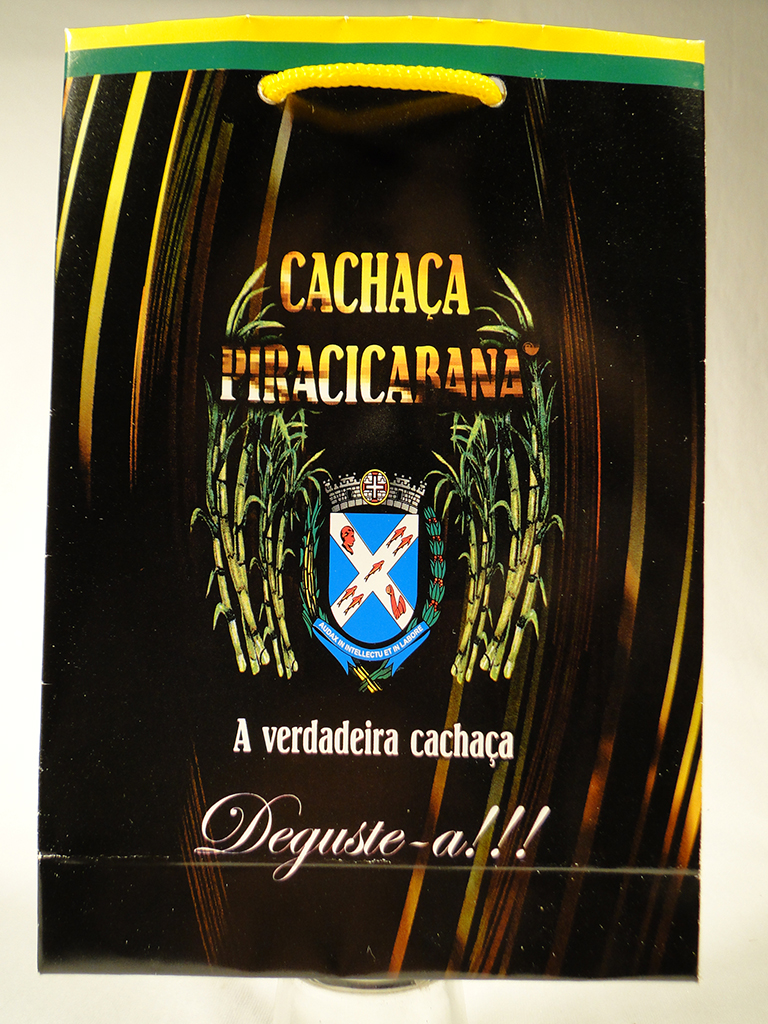 CACHAÇA
PIRACICABANA
AUDAX IN INTELLECTU ET IN LABORE
A verdadeira cachaça
Deguste-a!!!